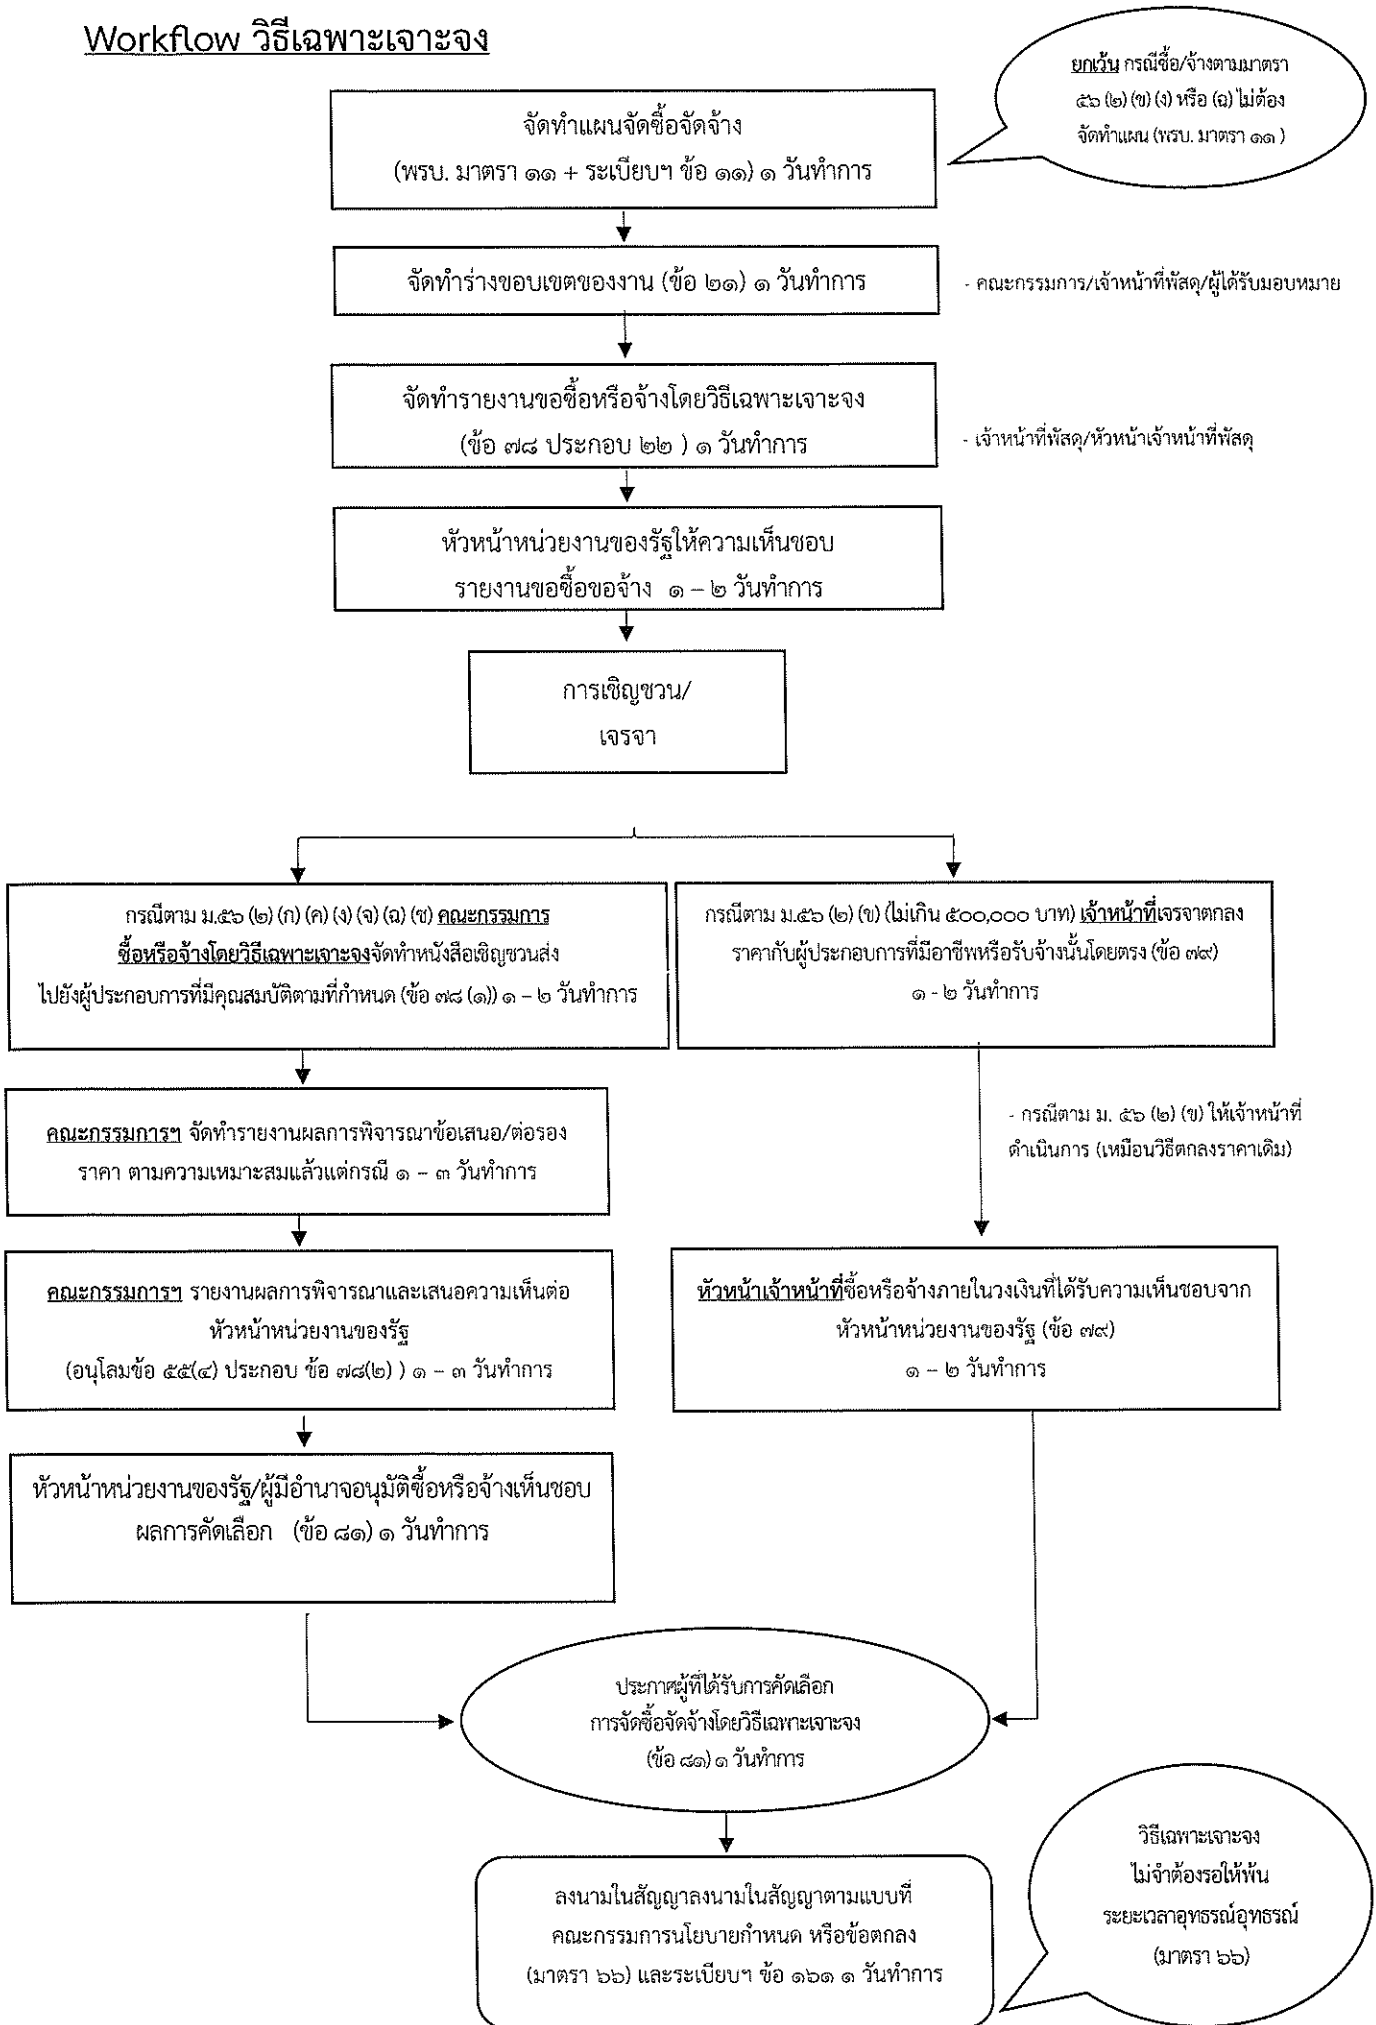 Workflow วิธีเฉพาะเจาะจง
ยกเว้น กรณีซื้อ/จ้างตามมาตรา
๕๖ (๒) (ข) (ง) หรือ (ฉ) ไม่ต้อง
จัดทำแผน (พรบ. มาตรา ๑๑ )
จัดทำแผนจัดซื้อจัดจ้าง
(พรบ. มาตรา ๑๑ + ระเบียบฯ ข้อ ๑๑) ๑ วันทำการ
จัดทำร่างขอบเขตของงาน (ข้อ ๒๑) ๑ วันทำการ
- คณะกรรมการ/เจ้าหน้าที่พัสดุ/ผู้ได้รับมอบหมาย
จัดทำรายงานขอซื้อหรือจ้างโดยวิธีเฉพาะเจาะจง
(ข้อ ๗๘ ประกอบ ๒๒ ) ๑ วันทำการ
- เจ้าหน้าที่พัสดุ/หัวหน้าเจ้าหน้าที่พัสดุ
หัวหน้าหน่วยงานของรัฐให้ความเห็นชอบ
รายงานขอซื้อขอจ้าง ๑ – ๒ วันทำการ
การเชิญชวน/
เจรจา
กรณีตาม ม.๕๖ (๒) (ก) (ค) (ง) (จ) (ฉ) (ช) คณะกรรมการ
ซื้อหรือจ้างโดยวิธีเฉพาะเจาะจงจัดทำหนังสือเชิญชวนส่ง
ไปยังผู้ประกอบการที่มีคุณสมบัติตามที่กำหนด (ข้อ ๗๘ (๑)) ๑ – ๒ วันทำการ
กรณีตาม ม.๕๖ (๒) (ข) (ไม่เกิน ๕๐๐,๐๐๐ บาท) เจ้าหน้าที่เจรจาตกลง
ราคากับผู้ประกอบการที่มีอาชีพหรือรับจ้างนั้นโดยตรง (ข้อ ๗๙)
๑ - ๒ วันทำการ
คณะกรรมการฯ จัดทำรายงานผลการพิจารณาข้อเสนอ/ต่อรอง
ราคา ตามความเหมาะสมแล้วแต่กรณี ๑ – ๓ วันทำการ
- กรณีตาม ม. ๕๖ (๒) (ข) ให้เจ้าหน้าที่
ดำเนินการ (เหมือนวิธีตกลงราคาเดิม)
คณะกรรมการฯ รายงานผลการพิจารณาและเสนอความเห็นต่อ
หัวหน้าหน่วยงานของรัฐ
(อนุโลมข้อ ๕๕(๔) ประกอบ ข้อ ๗๘(๒) ) ๑ – ๓ วันทำการ
หัวหน้าเจ้าหน้าที่ซื้อหรือจ้างภายในวงเงินที่ได้รับความเห็นชอบจาก
หัวหน้าหน่วยงานของรัฐ (ข้อ ๗๙)
๑ – ๒ วันทำการ
หัวหน้าหน่วยงานของรัฐ/ผู้มีอำนาจอนุมัติซื้อหรือจ้างเห็นชอบ
ผลการคัดเลือก (ข้อ ๘๑) ๑ วันทำการ
ประกาศผู้ที่ได้รับการคัดเลือก
การจัดซื้อจัดจ้างโดยวิธีเฉพาะเจาะจง
(ข้อ ๘๑) ๑ วันทำการ
ลงนามในสัญญาลงนามในสัญญาตามแบบที่
คณะกรรมการนโยบายกำหนด หรือข้อตกลง
(มาตรา ๖๖) และระเบียบฯ ข้อ ๑๖๑ ๑ วันทำการ
วิธีเฉพาะเจาะจง
ไม่จำต้องรอให้พ้น
ระยะเวลาอุทธรณ์อุทธรณ์
(มาตรา ๖๖)